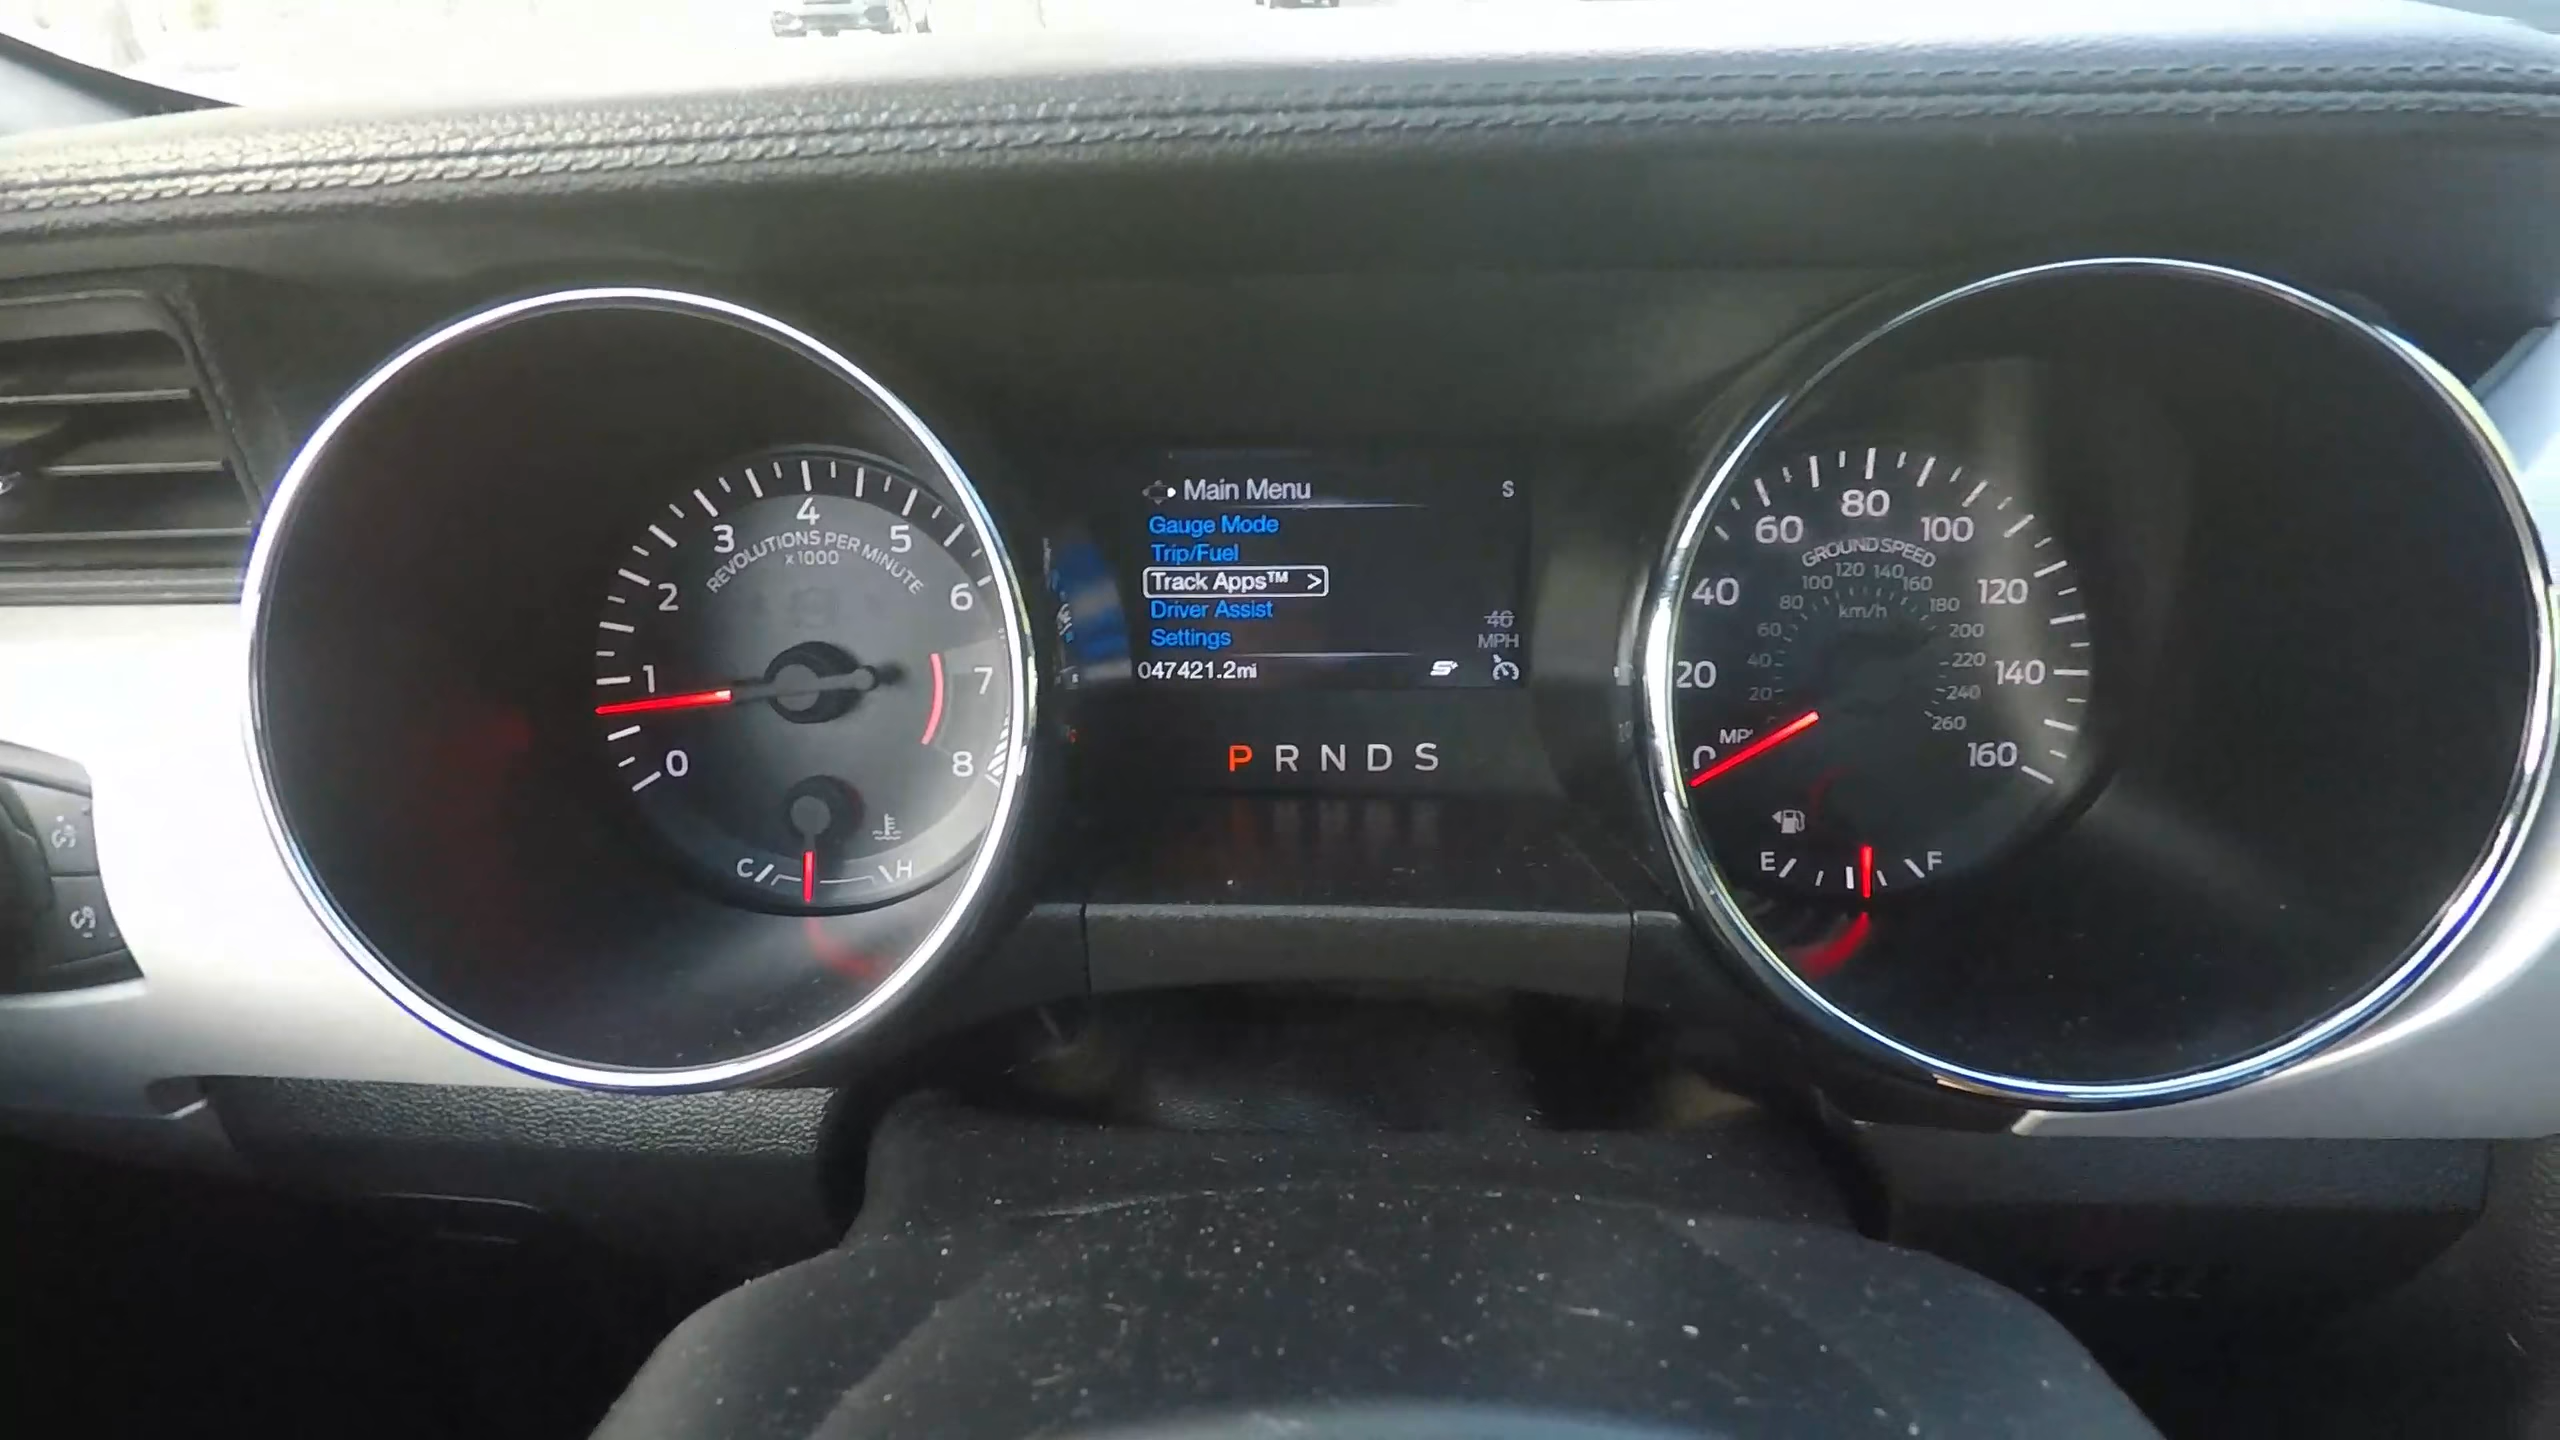 0
1
2
3
4
5
6
7
8
REVOLUTIONS PER MINUTE
x1000
C
H
Main Menu
S
Gauge Mode
Trip/Fuel
Track Apps™ >
Driver Assist
Settings
46
MPH
047421.2mi
P R N D S
0
20
40
60
80
100
120
140
160
GROUNDSPEED
20
40
60
80
100
120
140
160
180
200
220
240
260
km/h
E
F